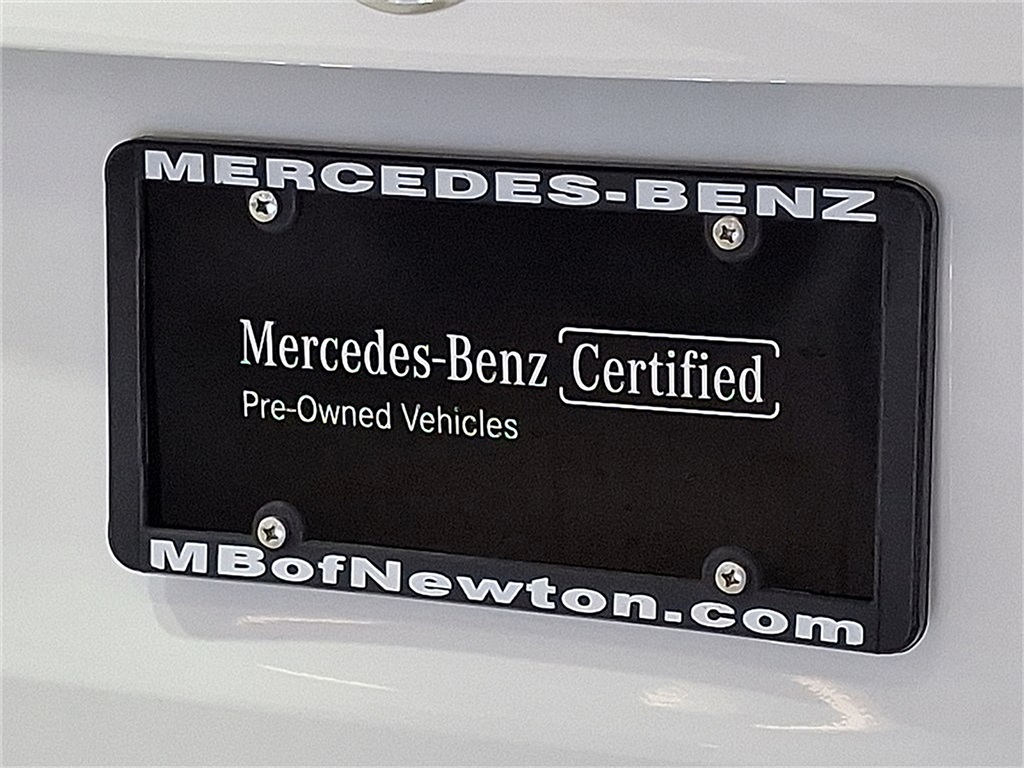 MERCEDES-BENZ
Mercedes-Benz Certified
Pre-Owned Vehicles
MBofNewton.com